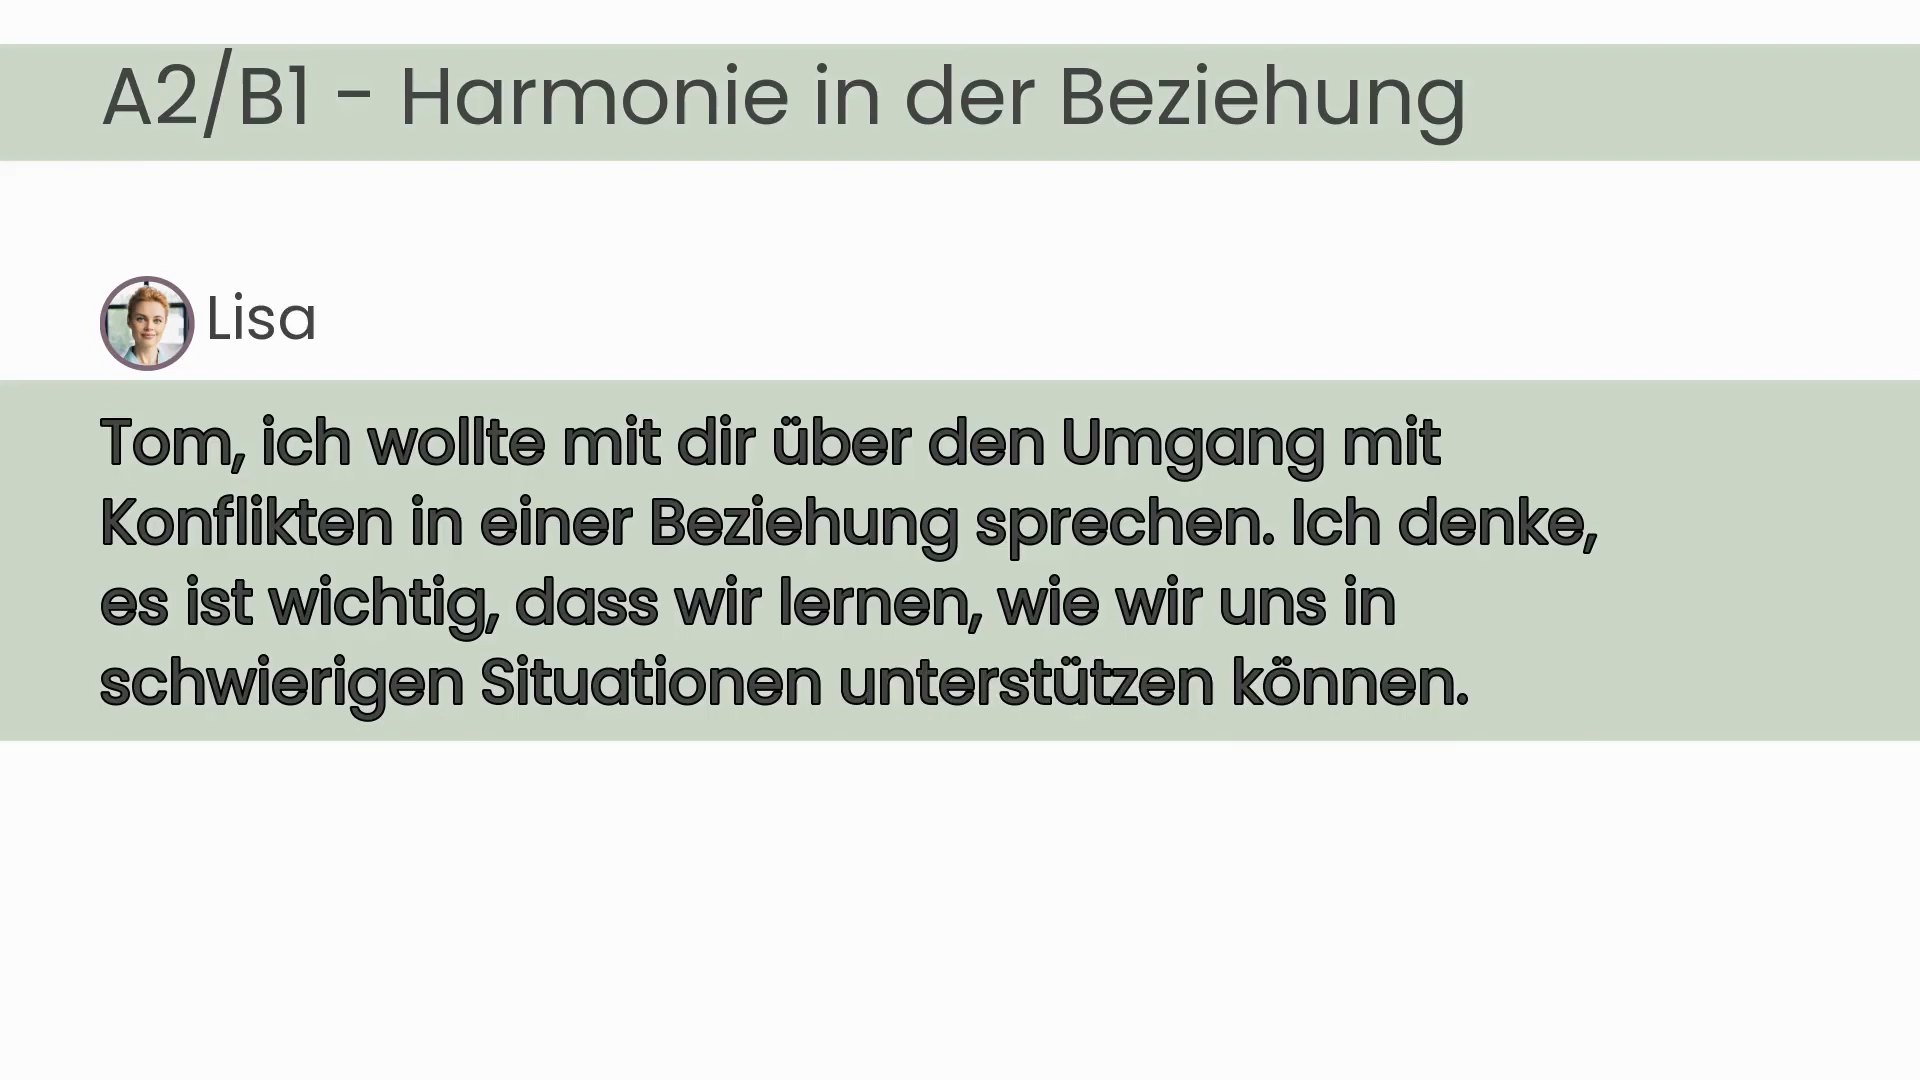 A2/B1 - Harmonie in der Beziehung
Lisa
Tom, ich wollte mit dir über den Umgang mit
Konflikten in einer Beziehung sprechen. Ich denke,
es ist wichtig, dass wir lernen, wie wir uns in
schwierigen Situationen unterstützen können.